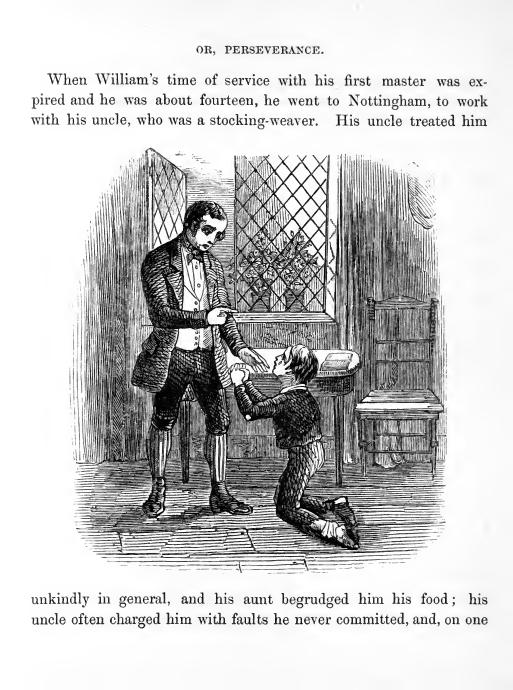 OR, PERSEVERANCE.
When William's time of service with his first master was ex-
pired and he was about fourteen, he went to Nottingham, to work
with his uncle, who was a stocking-weaver. His uncle treated him
unkindly in general, and his aunt begrudged him his food; his
uncle often charged him with faults he never committed, and, on one